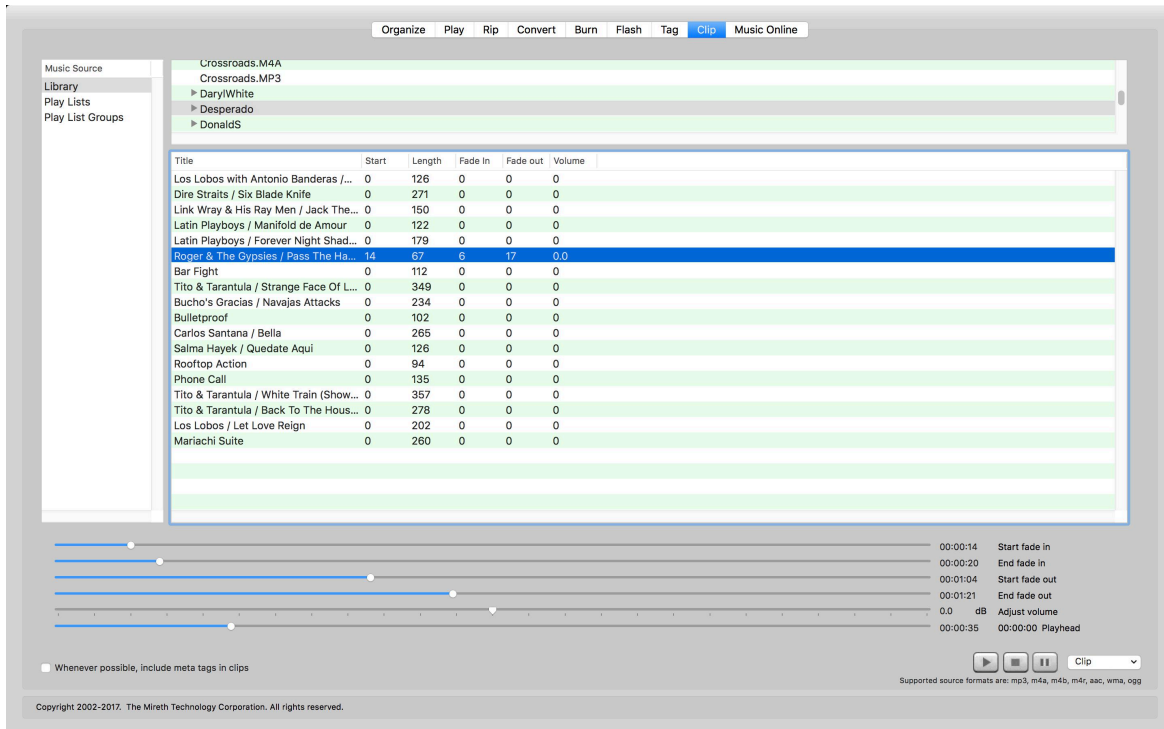 Organize Play Rip Convert Burn Flash Tag Clip Music Online
Music Source
Library
Play Lists
Play List Groups
Crossroads.M4A
Crossroads.MP3
DarylWhite
Desperado
DonaldS
Title Start Length Fade In Fade out Volume
Los Lobos with Antonio Banderas /... 0 126 0 0 0
Dire Straits / Six Blade Knife 0 271 0 0 0
Link Wray & His Ray Men / Jack The... 0 150 0 0 0
Latin Playboys / Manifold de Amour 0 122 0 0 0
Latin Playboys / Forever Night Shad... 0 179 0 0 0
Roger & The Gypsies / Pass The Ha... 14 67 6 17 0.0
Bar Fight 0 112 0 0 0
Tito & Tarantula / Strange Face Of L... 0 349 0 0 0
Bucho's Gracias / Navajas Attacks 0 234 0 0 0
Bulletproof 0 102 0 0 0
Carlos Santana / Bella 0 265 0 0 0
Salma Hayek / Quedate Aqui 0 126 0 0 0
Rooftop Action 0 94 0 0 0
Phone Call 0 135 0 0 0
Tito & Tarantula / White Train (Show... 0 357 0 0 0
Tito & Tarantula / Back To The Hous... 0 278 0 0 0
Los Lobos / Let Love Reign 0 202 0 0 0
Mariachi Suite 0 260 0 0 0
00:00:14 Start fade in
00:00:20 End fade in
00:01:04 Start fade out
00:01:21 End fade out
0.0 dB Adjust volume
00:00:35 00:00:00 Playhead
Whenever possible, include meta tags in clips
Clip
Supported source formats are: mp3, m4a, m4b, m4r, aac, wma, ogg
Copyright 2002-2017. The Mireth Technology Corporation. All rights reserved.